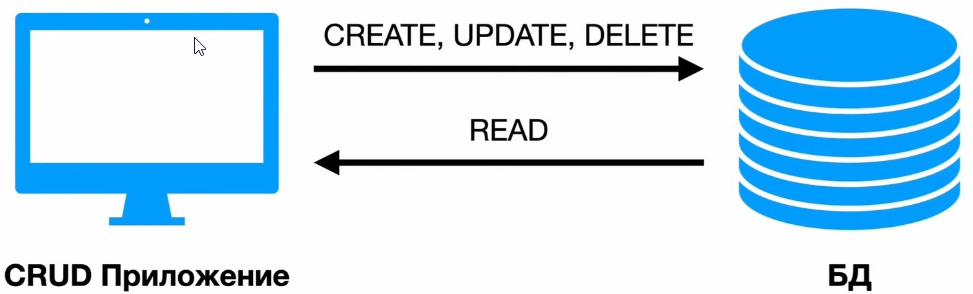 CREATE, UPDATE, DELETE
READ
CRUD Приложение
БД